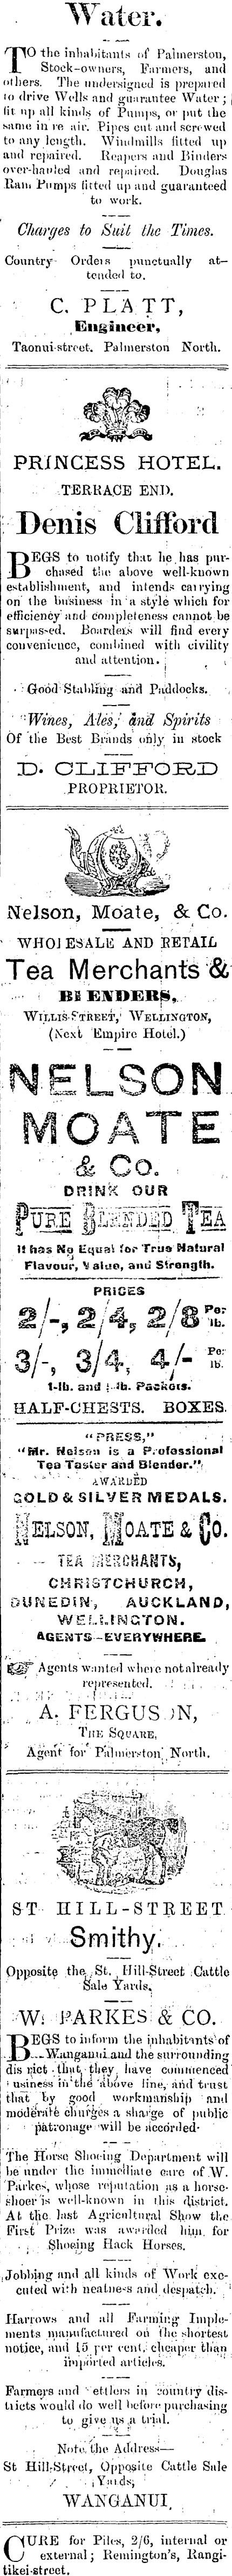 Water.
TO the inhabitants of Palmerston,
Stock-owners, Farmers, and
others. The undersigned is prepared
to drive Wells and guarantee Water;
fit up all kinds of Pumps, or put the
same in re air. Pipes cut and screwed
to any length. Windmills fitted up
and repaired. Reapers and Binders
over-hauled and repaired. Douglas
Ram Pumps fitted up and guaranteed
to work.
Charges to Suit the Times.
Country Orders punctually at-
tended to.
C. PLATT,
Engineer,
Taonui-street. Palmerston North.
PRINCESS HOTEL.
TERRACE END.
Denis Clifford
BEGS to notify that he has pur-
chased the above well-known
establishment, and intends carrying
on the business in a style which for
efficiency and completeness cannot be
surpassed. Boarders will find every
convenience, combined with civility
and attention.
Good Stabling and Paddocks.
Wines, Ales, and Spirits
Of the Best Brands only in stock
D. CLIFFORD
PROPRIETOR.
Nelson, Moate, & Co.
WHOLESALE AND RETAIL
Tea Merchants &
BLENDERS,
WILLIS-STREET, WELLINGTON,
(Next Empire Hotel.)
NELSON
MOATE
& Co.
DRINK OUR
PURE BLENDED TEA
It has No Equal for True Natural
Flavour, Value, and Strength.
PRICES
2/-, 2/4, 2/8 Per lb.
3/-, 3/4, 4/- Per lb.
1-lb. and ½-lb. Packets.
HALF-CHESTS. BOXES.
"PRESS,"
"Mr. Nelson is a Professional
Tea Taster and Blender."
AWARDED
GOLD & SILVER MEDALS.
NELSON, MOATE & Co.
TEA MERCHANTS,
CHRISTCHURCH,
DUNEDIN, AUCKLAND,
WELLINGTON.
AGENTS—EVERYWHERE.
Agents wanted where not already
represented.
A. FERGUS N,
THE SQUARE,
Agent for Palmerston North.
ST HILL-STREET
Smithy.
Opposite the St. Hill-Street Cattle
Sale Yards.
W. PARKES & CO.
BEGS to inform the inhabitants of
Wanganui and the surrounding
dis rict that they have commenced
business in the above line, and trust
that by good workmanship and
moderate charges a share of public
patronage will be accorded
The Horse Shoeing Department will
be under the immediate care of W.
Parkes, whose reputation as a horse-
shoer is well-known in this district.
At the last Agricultural Show the
First Prize was awarded him for
Shoeing Hack Horses.
Jobbing and all kinds of Work exe-
cuted with neatness and despatch.
Harrows and all Farming Imple-
ments manufactured on the shortest
notice, and 15 per cent. cheaper than
imported articles.
Farmers and ettlers in country dis-
tricts would do well before purchasing
to give us a trial.
Note the Address—
St Hill-Street, Opposite Cattle Sale
Yards,
WANGANUI.
CURE for Piles, 2/6, internal or
external; Remington's, Rangi-
tikei-street.